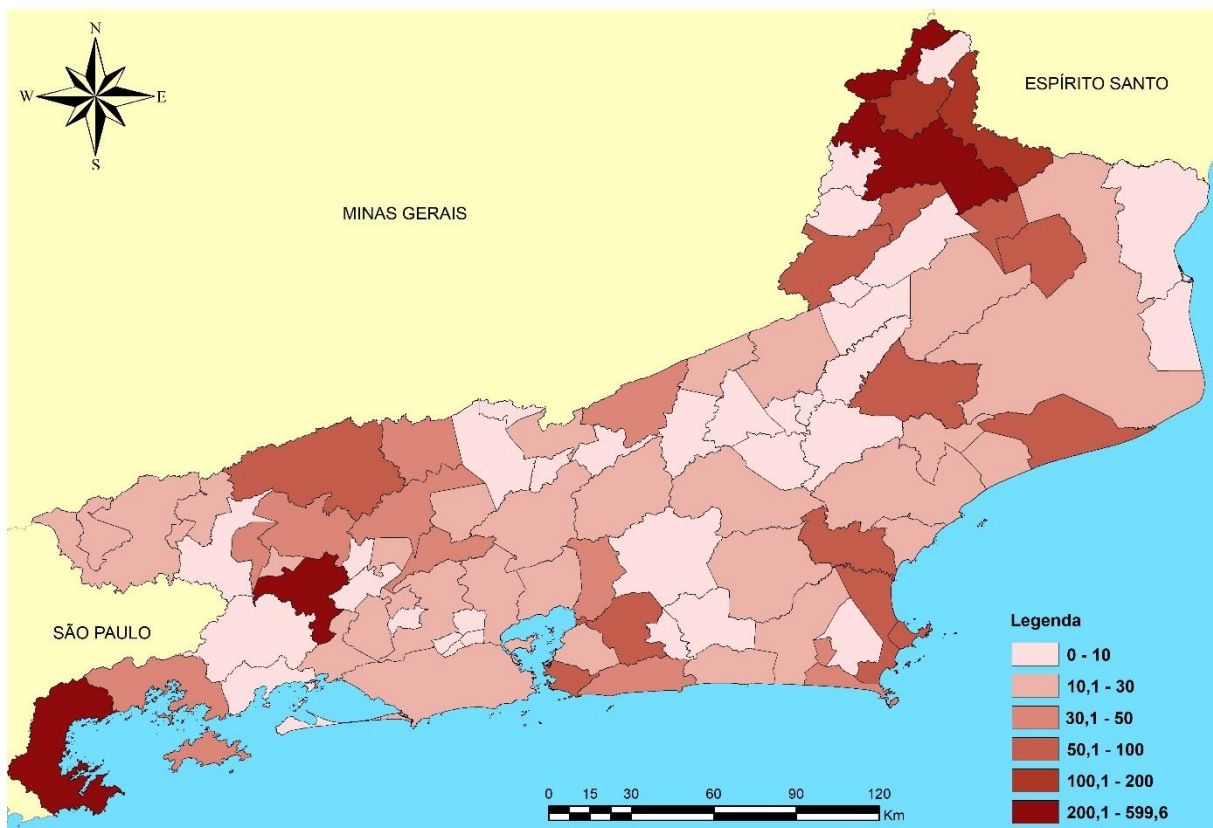 N
W E
S
ESPÍRITO SANTO
MINAS GERAIS
SÃO PAULO
Legenda
0 - 10
10,1 - 30
30,1 - 50
50,1 - 100
100,1 - 200
200,1 - 599,6
0 15 30 60 90 120
Km